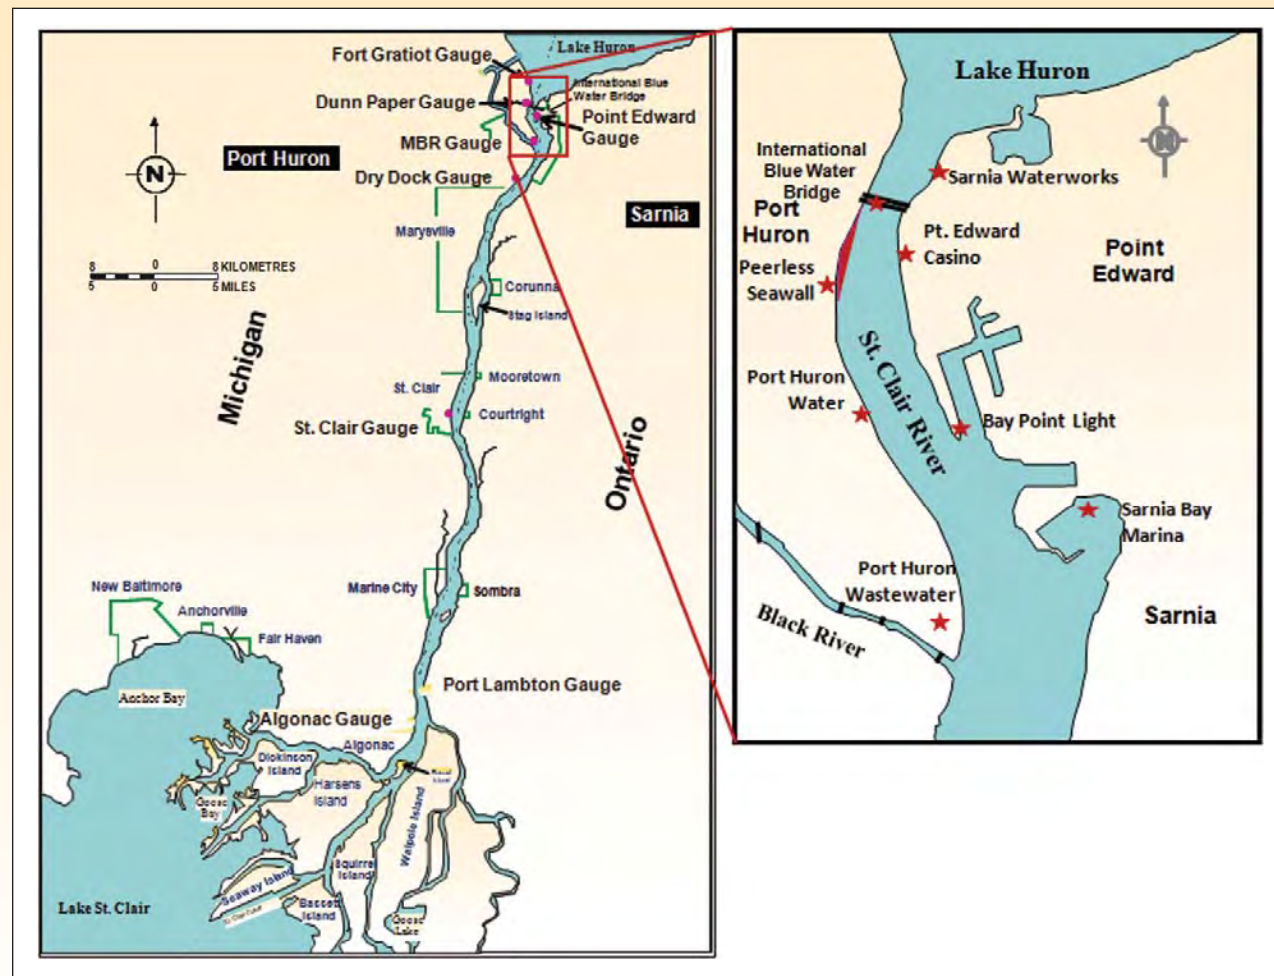 Fort Gratiot Gauge
Lake Huron
Dunn Paper Gauge
International Blue
Water Bridge
Point Edward
Gauge
MBR Gauge
Port Huron
N
Dry Dock Gauge
Sarnia
Marysville
8 0 8 KILOMETRES
5 0 5 MILES
Corunna
Stag Island
Michigan
Mooretown
St. Clair
Courtright
St. Clair Gauge
Ontario
New Baltimore
Marine City
Sombra
Anchorville
Fair Haven
Port Lambton Gauge
Anchor Bay
Algonac Gauge
Algonac
Dickinson
Island
Harsens
Island
Goose
Bay
Walpole Island
Squirrel
Island
Seaway Island
Bassett
Island
Goose
Lake
Lake St. Clair
Lake Huron
N
International
Blue Water
Bridge
Sarnia Waterworks
Port
Huron
Pt. Edward
Casino
Point
Edward
Peerless
Seawall
St. Clair River
Port Huron
Water
Bay Point Light
Sarnia Bay
Marina
Port Huron
Wastewater
Black River
Sarnia